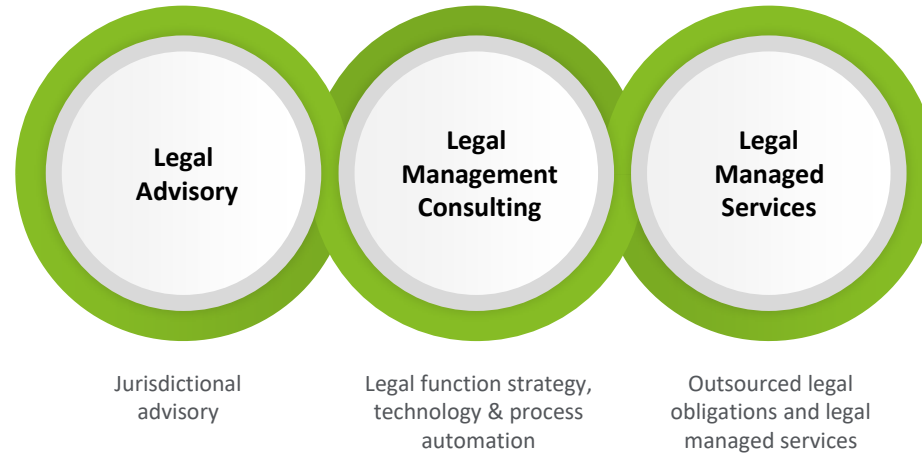 Legal
Advisory
Legal
Management
Consulting
Legal
Managed
Services
Jurisdictional
advisory
Legal function strategy,
technology & process
automation
Outsourced legal
obligations and legal
managed services